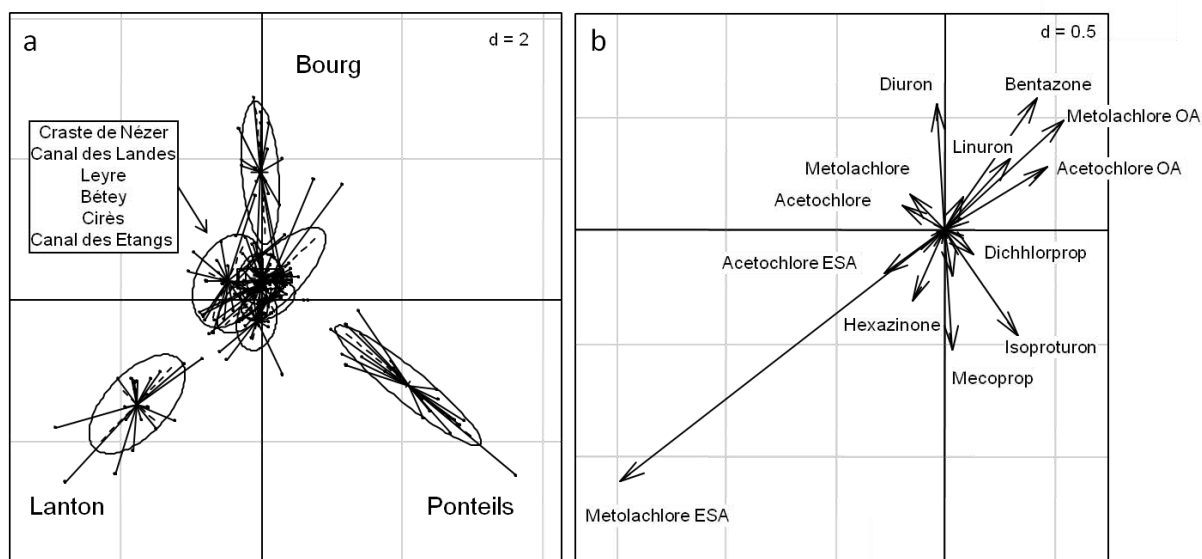 a
d = 2
Bourg
Craste de Nézer
Canal des Landes
Leyre
Bétey
Cirès
Canal des Etangs
Lanton
Ponteils
b
d = 0.5
Diuron
Bentazone
Metolachlore OA
Linuron
Metolachlore
Acetochlore OA
Acetochlore
Acetochlore ESA
Dichhlorprop
Hexazinone
Isoproturon
Mecoprop
Metolachlore ESA